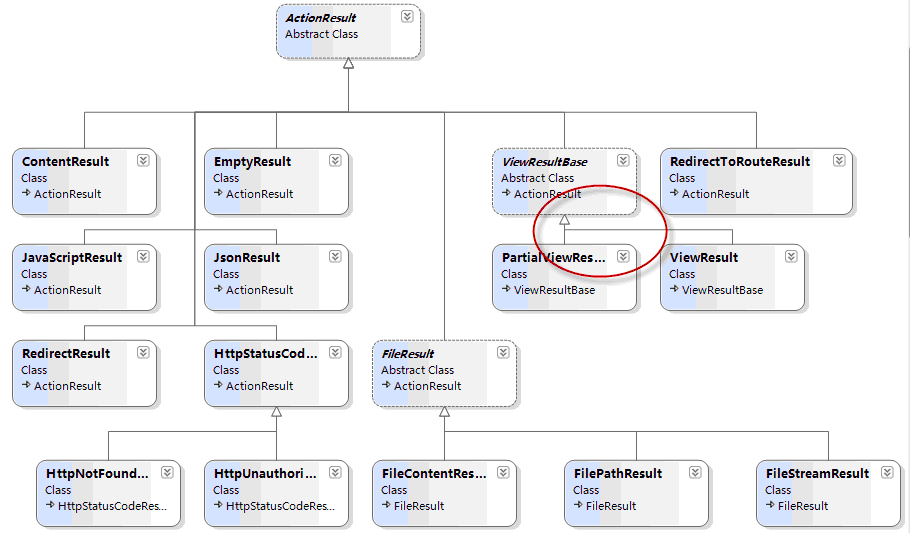 ActionResult
Abstract Class
ContentResult
Class
ActionResult
EmptyResult
Class
ActionResult
ViewResultBase
Abstract Class
ActionResult
RedirectToRouteResult
Class
ActionResult
JavaScriptResult
Class
ActionResult
JsonResult
Class
ActionResult
PartialViewRes...
Class
ViewResultBase
ViewResult
Class
ViewResultBase
RedirectResult
Class
ActionResult
HttpStatusCod...
Class
ActionResult
FileResult
Abstract Class
ActionResult
HttpNotFound...
Class
HttpStatusCodeRes...
HttpUnauthori...
Class
HttpStatusCodeRes...
FileContentRes...
Class
FileResult
FilePathResult
Class
FileResult
FileStreamResult
Class
FileResult